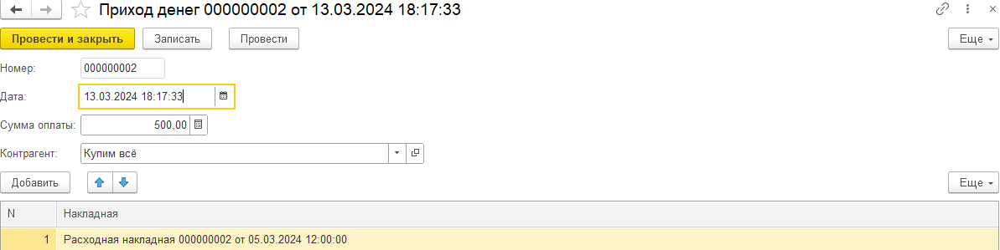 Приход денег 000000002 от 13.03.2024 18:17:33
Провести и закрыть Записать Провести Еще
Номер: 000000002
Дата: 13.03.2024 18:17:33
Сумма оплаты: 500,00
Контрагент: Купим всё
Добавить Еще
N Накладная
1 Расходная накладная 000000002 от 05.03.2024 12:00:00